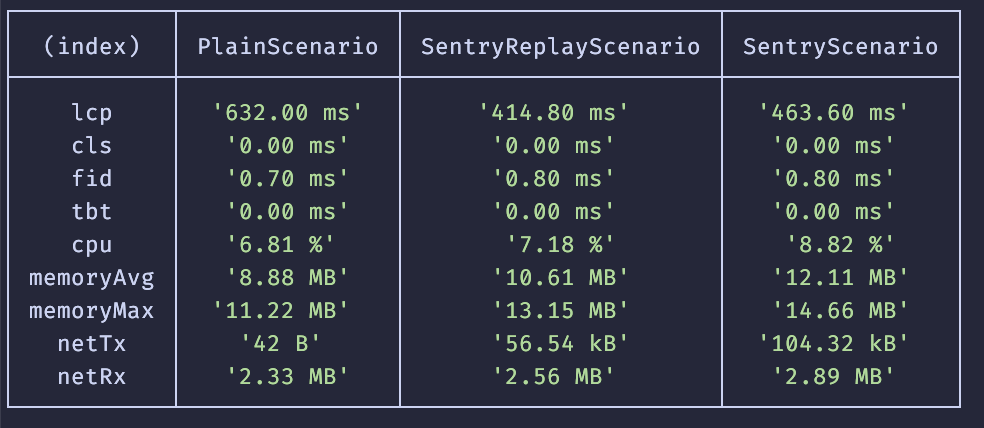 (index) PlainScenario SentryReplayScenario SentryScenario
lcp '632.00 ms' '414.80 ms' '463.60 ms'
cls '0.00 ms' '0.00 ms' '0.00 ms'
fid '0.70 ms' '0.80 ms' '0.80 ms'
tbt '0.00 ms' '0.00 ms' '0.00 ms'
cpu '6.81 %' '7.18 %' '8.82 %'
memoryAvg '8.88 MB' '10.61 MB' '12.11 MB'
memoryMax '11.22 MB' '13.15 MB' '14.66 MB'
netTx '42 B' '56.54 kB' '104.32 kB'
netRx '2.33 MB' '2.56 MB' '2.89 MB'